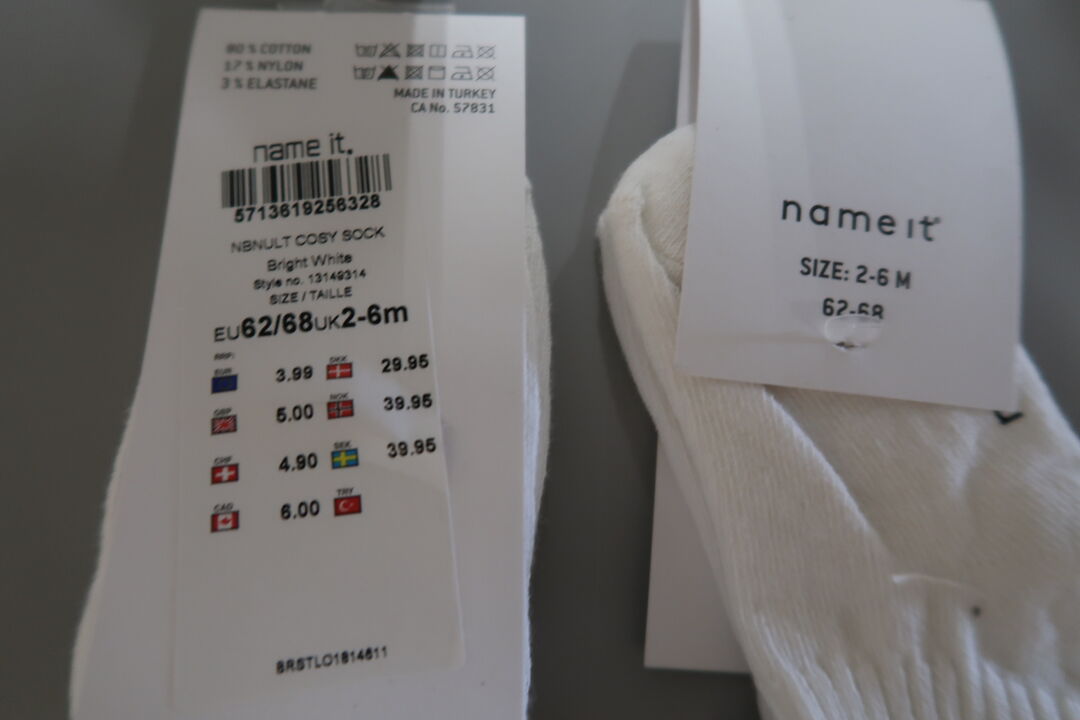 80 % COTTON
17 % NYLON
3 % ELASTANE
MADE IN TURKEY
CA No. 57831
name it.
5713619256328
NBNULT COSY SOCK
Bright White
Style no. 13149314
SIZE / TAILLE
EU62/68UK2-6m
RRP:
EUR 3.99 DKK 29.95
GBP 5.00 NOK 39.95
CHF 4.90 SEK 39.95
CAD 6.00 TRY
BRSTLO1814611
name it
SIZE: 2-6 M
62-68